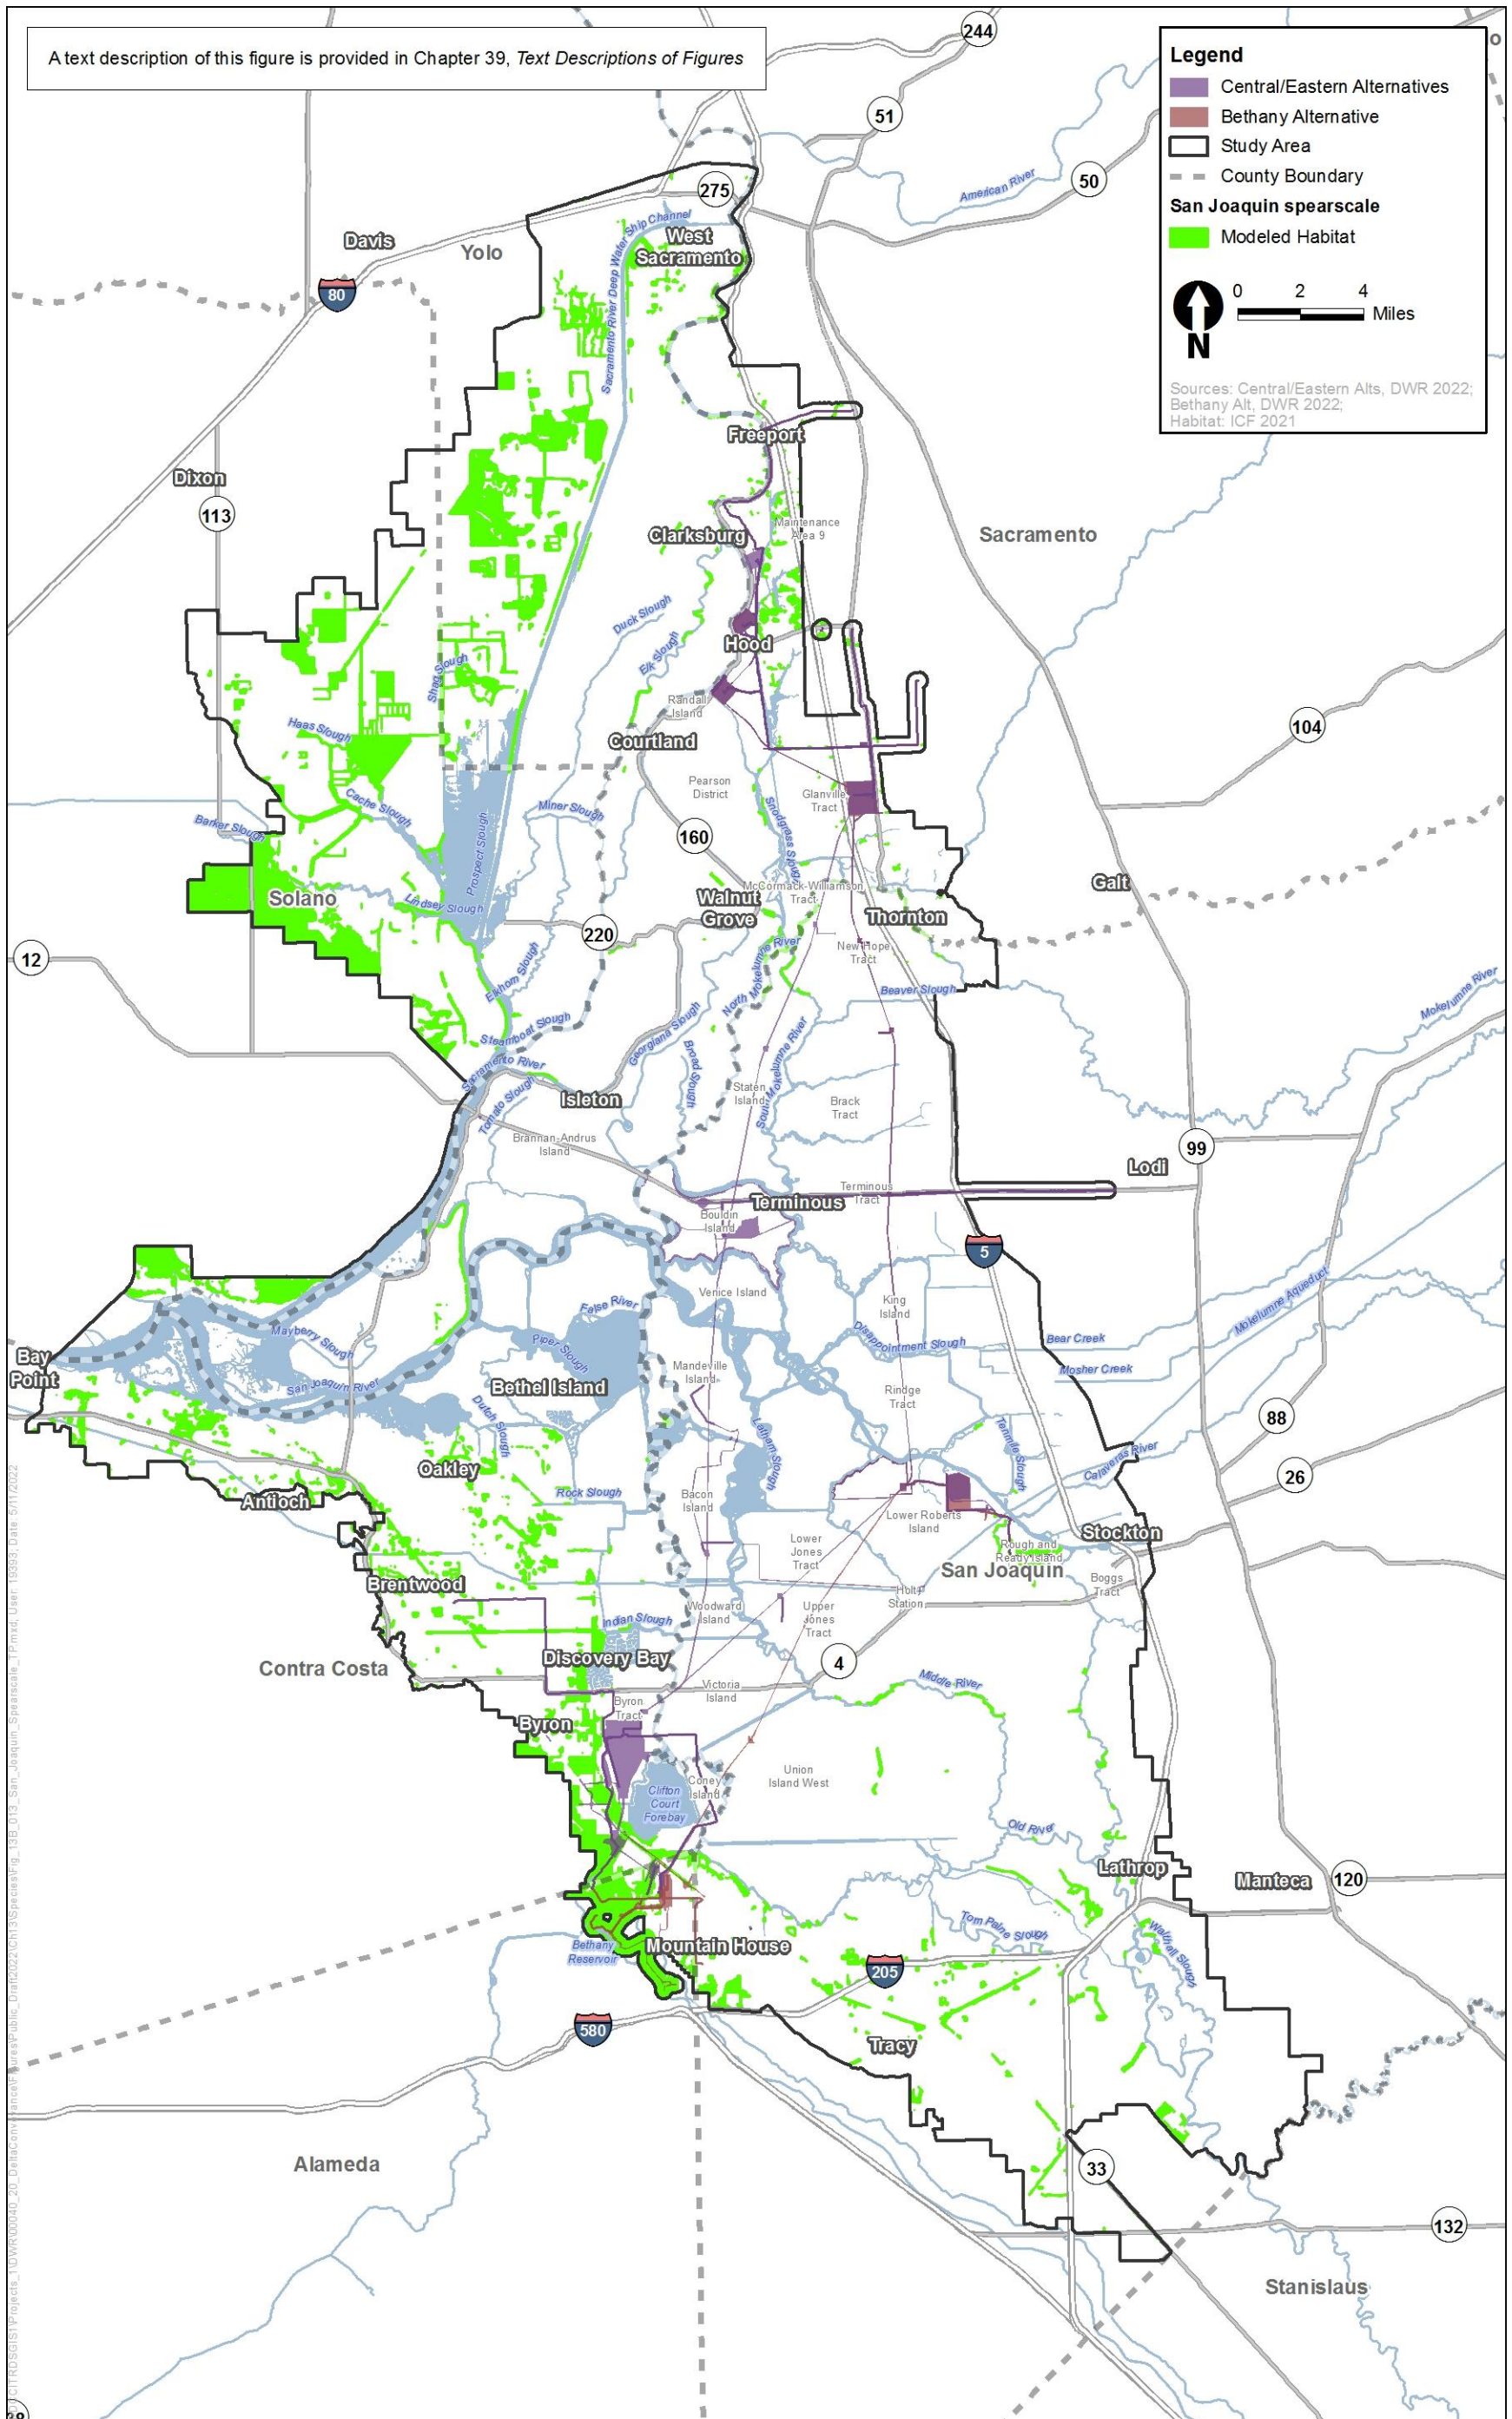 A text description of this figure is provided in Chapter 39, Text Descriptions of Figures
Legend
Central/Eastern Alternatives
Bethany Alternative
Study Area
County Boundary
San Joaquin spearscale
Modeled Habitat
0 2 4
Miles
N
Sources: Central/Eastern Alts, DWR 2022;
Bethany Alt, DWR 2022;
Habitat: ICF 2021
244
51
50
American River
275
Davis
Yolo
80
Sacramento River Deep Water Ship Channel
West
Sacramento
Freeport
Dixon
113
Clarksburg
Maintenance
Area 9
Sacramento
Duck Slough
Elk Slough
Hood
Shag Slough
Randall
Island
Haas Slough
Courtland
104
Pearson
District
Glanville
Tract
Cache Slough
Miner Slough
Snodgrass Slough
Barker Slough
Prospect Slough
160
Solano
Lindsey Slough
Walnut
Grove
McCormack-Williamson
Tract
Thornton
Galt
220
12
North Mokelumne River
New Hope
Tract
Elkhorn Slough
Beaver Slough
Mokelumne River
Steamboat Slough
Georgiana Slough
Sacramento River
Broad Slough
South Mokelumne River
Tomato Slough
Isleton
Staten
Island
Brack
Tract
Brannan-Andrus
Island
99
Lodi
Terminous
Terminous
Tract
Bouldin
Island
5
Venice Island
King
Island
False River
Mokelumne Aqueduct
Mayberry Slough
Piper Slough
Disappointment Slough
Bear Creek
Mosher Creek
Bay
Point
San Joaquin River
Bethel Island
Mandeville
Island
Rindge
Tract
Dutch Slough
Latham Slough
Tenmile Slough
88
Calaveras River
Oakley
26
Antioch
Rock Slough
Bacon
Island
Lower Roberts
Island
Lower
Jones
Tract
Stockton
Rough and
Ready Island
San Joaquin
Brentwood
Holt
Station
Boggs
Tract
Woodward
Island
Upper
Jones
Tract
Indian Slough
Discovery Bay
Contra Costa
4
Middle River
Victoria
Island
Byron
Tract
Byron
Union
Island West
Coney
Island
Clifton
Court
Forebay
Old River
Lathrop
Manteca
120
Tom Paine Slough
Walthall Slough
Bethany
Reservoir
Mountain House
205
580
Tracy
Alameda
33
132
Stanislaus